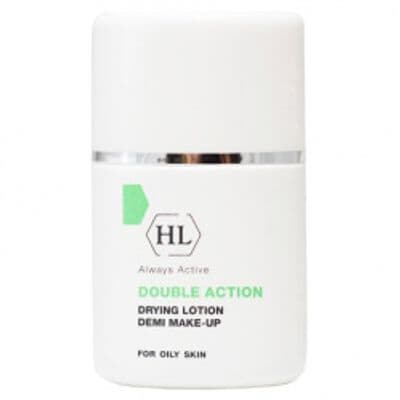 HL
Always Active
DOUBLE ACTION
DRYING LOTION
DEMI MAKE-UP
FOR OILY SKIN